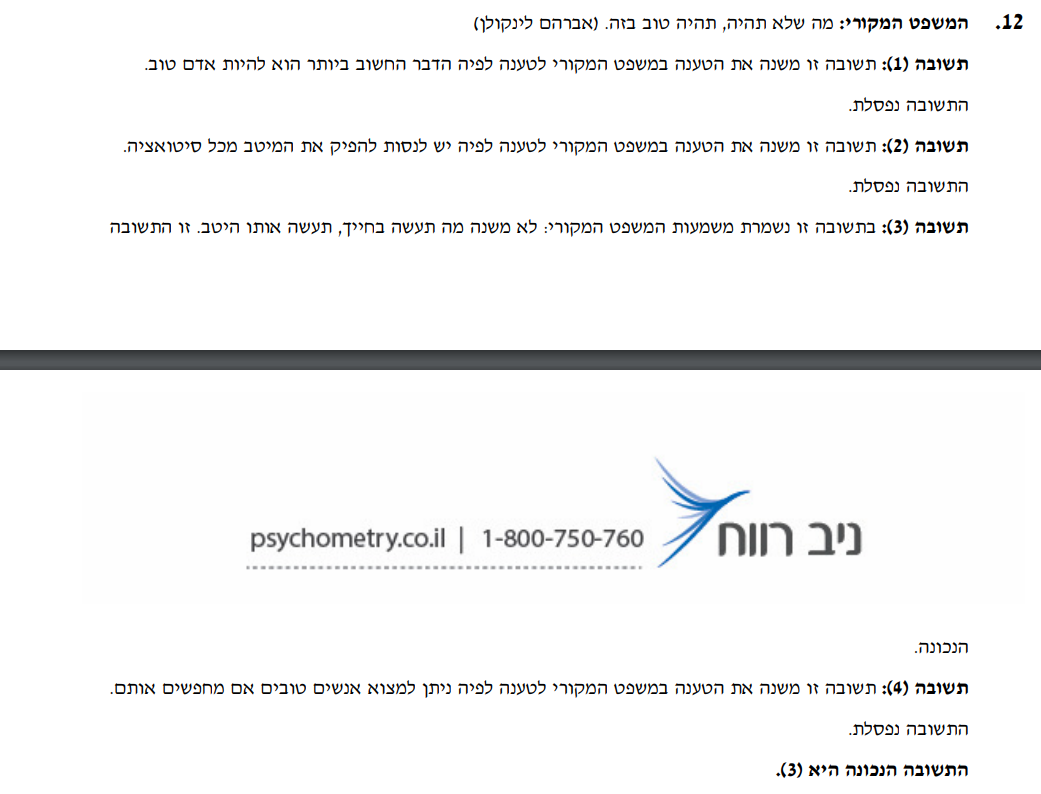 12. המשפט המקורי: מה שלא תהיה, תהיה טוב בזה. (אברהם לינקולן)
תשובה (1): תשובה זו משנה את הטענה במשפט המקורי לטענה לפיה הדבר החשוב ביותר הוא להיות אדם טוב.
התשובה נפסלת.
תשובה (2): תשובה זו משנה את הטענה במשפט המקורי לטענה לפיה יש לנסות להפיק את המיטב מכל סיטואציה.
התשובה נפסלת.
תשובה (3): בתשובה זו נשמרת משמעות המשפט המקורי: לא משנה מה תעשה בחייך, תעשה אותו היטב. זו התשובה
ניב רווח 1-800-750-760 | psychometry.co.il
הנכונה.
תשובה (4): תשובה זו משנה את הטענה במשפט המקורי לטענה לפיה ניתן למצוא אנשים טובים אם מחפשים אותם.
התשובה נפסלת.
התשובה הנכונה היא (3).